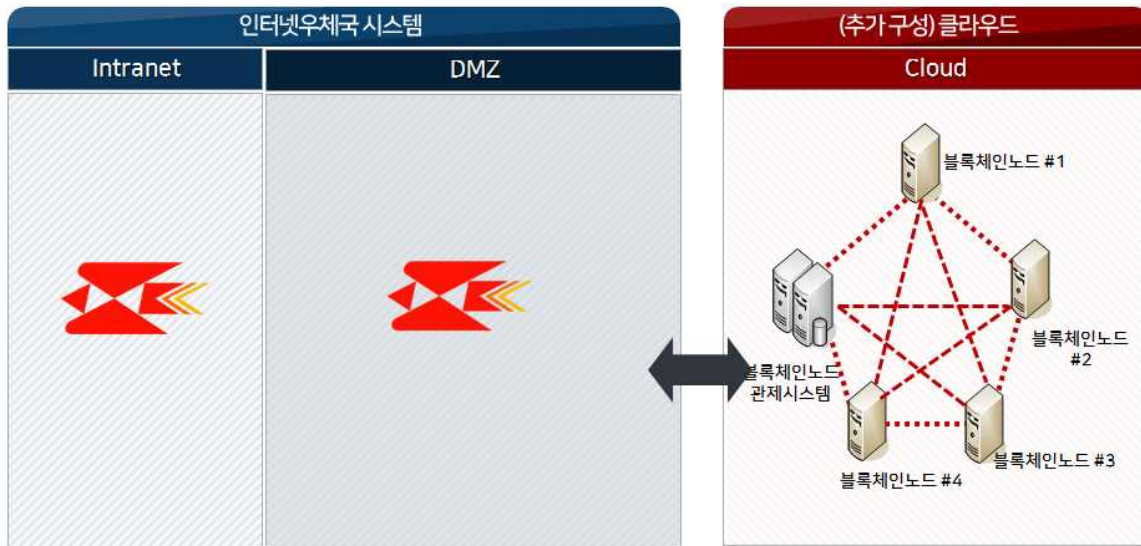 인터넷우체국 시스템
(추가 구성) 클라우드
Intranet
DMZ
Cloud
블록체인노드 #1
블록체인노드
#2
블록체인노드
관제시스템
블록체인노드 #3
블록체인노드 #4